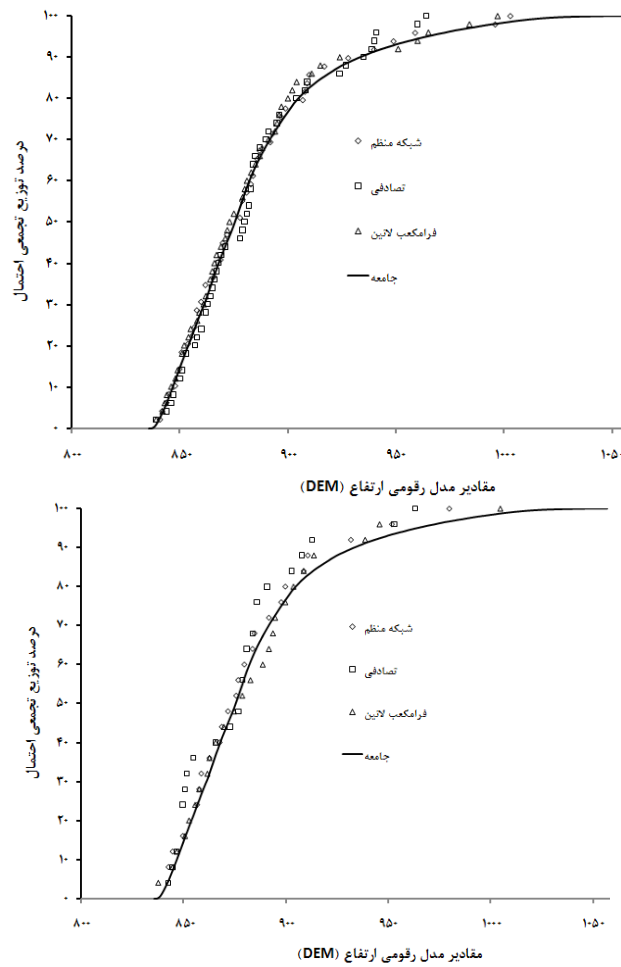 ۱۰۰
۹۰
۸۰
۷۰
۶۰
۵۰
۴۰
۳۰
۲۰
۱۰
۰
درصد توزیع تجمعی احتمال
شبکه منظم
تصادفی
فرامکعب لاتین
جامعه
۸۰۰ ۸۵۰ ۹۰۰ ۹۵۰ ۱۰۰۰ ۱۰۵۰
مقادیر مدل رقومی ارتفاع (DEM)
۱۰۰
۹۰
۸۰
۷۰
۶۰
۵۰
۴۰
۳۰
۲۰
۱۰
۰
درصد توزیع تجمعی احتمال
شبکه منظم
تصادفی
فرامکعب لاتین
جامعه
۸۰۰ ۸۵۰ ۹۰۰ ۹۵۰ ۱۰۰۰ ۱۰۵۰
مقادیر مدل رقومی ارتفاع (DEM)